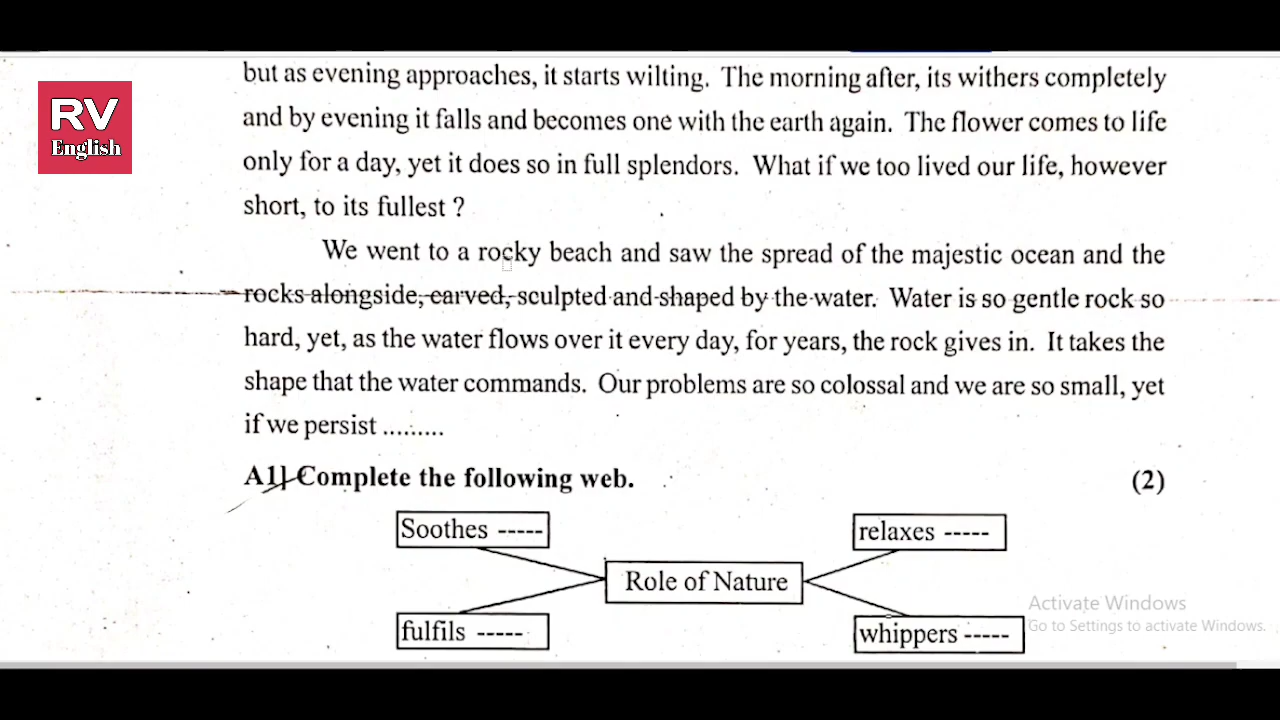 RV
English
but as evening approaches, it starts wilting. The morning after, its withers completely
and by evening it falls and becomes one with the earth again. The flower comes to life
only for a day, yet it does so in full splendors. What if we too lived our life, however
short, to its fullest ?
We went to a rocky beach and saw the spread of the majestic ocean and the
rocks alongside, carved, sculpted and shaped by the water. Water is so gentle rock so
hard, yet, as the water flows over it every day, for years, the rock gives in. It takes the
shape that the water commands. Our problems are so colossal and we are so small, yet
if we persist .........
A1] Complete the following web. (2)
Soothes ----- relaxes -----
Role of Nature
fulfils ----- whippers -----
Activate Windows
Go to Settings to activate Windows.